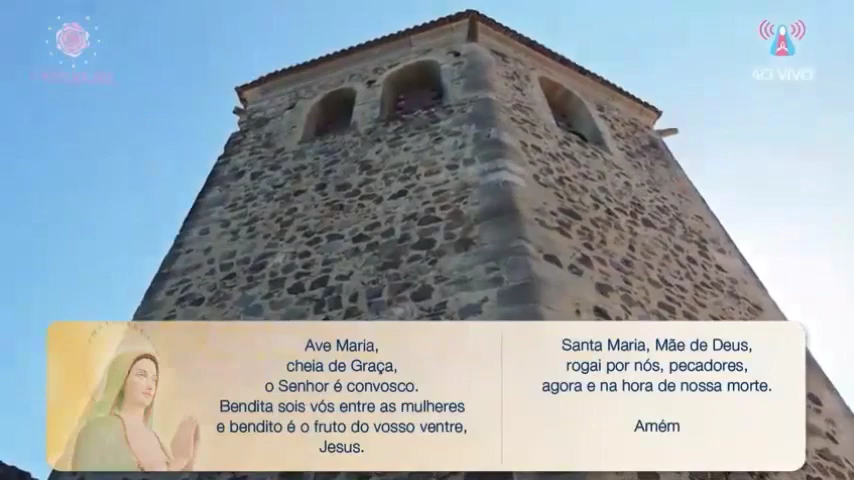 AO VIVO
Ave Maria,
cheia de Graça,
o Senhor é convosco.
Bendita sois vós entre as mulheres
e bendito é o fruto do vosso ventre,
Jesus.
Santa Maria, Mãe de Deus,
rogai por nós, pecadores,
agora e na hora de nossa morte.
Amém